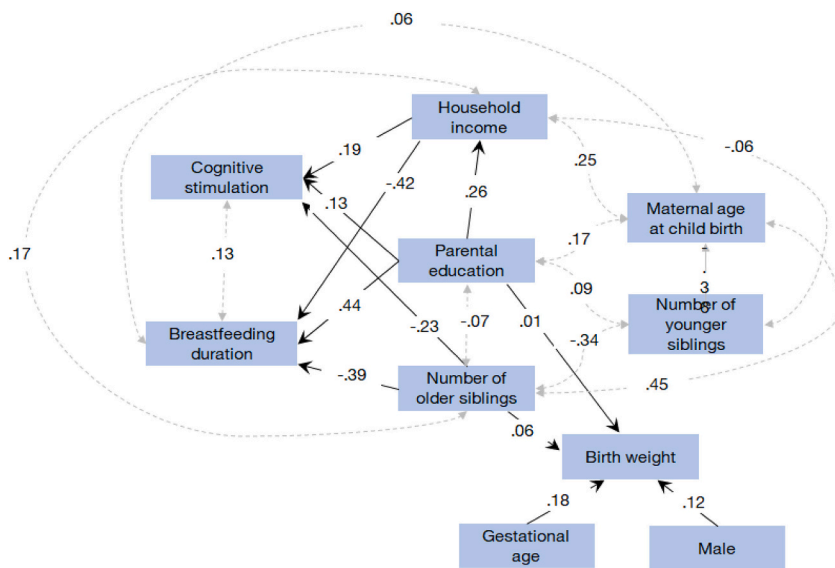 .06
Household
income
-.06
.19
.25
Cognitive
stimulation
-.42
.13
.26
Maternal age
at child birth
.17
.17
.13
Parental
education
-
.
3
.09
Number of
younger
siblings
.44
-.23
-.07
.01
Breastfeeding
duration
-.34
-.39
Number of
older siblings
.45
.06
Birth weight
.18
.12
Gestational
age
Male